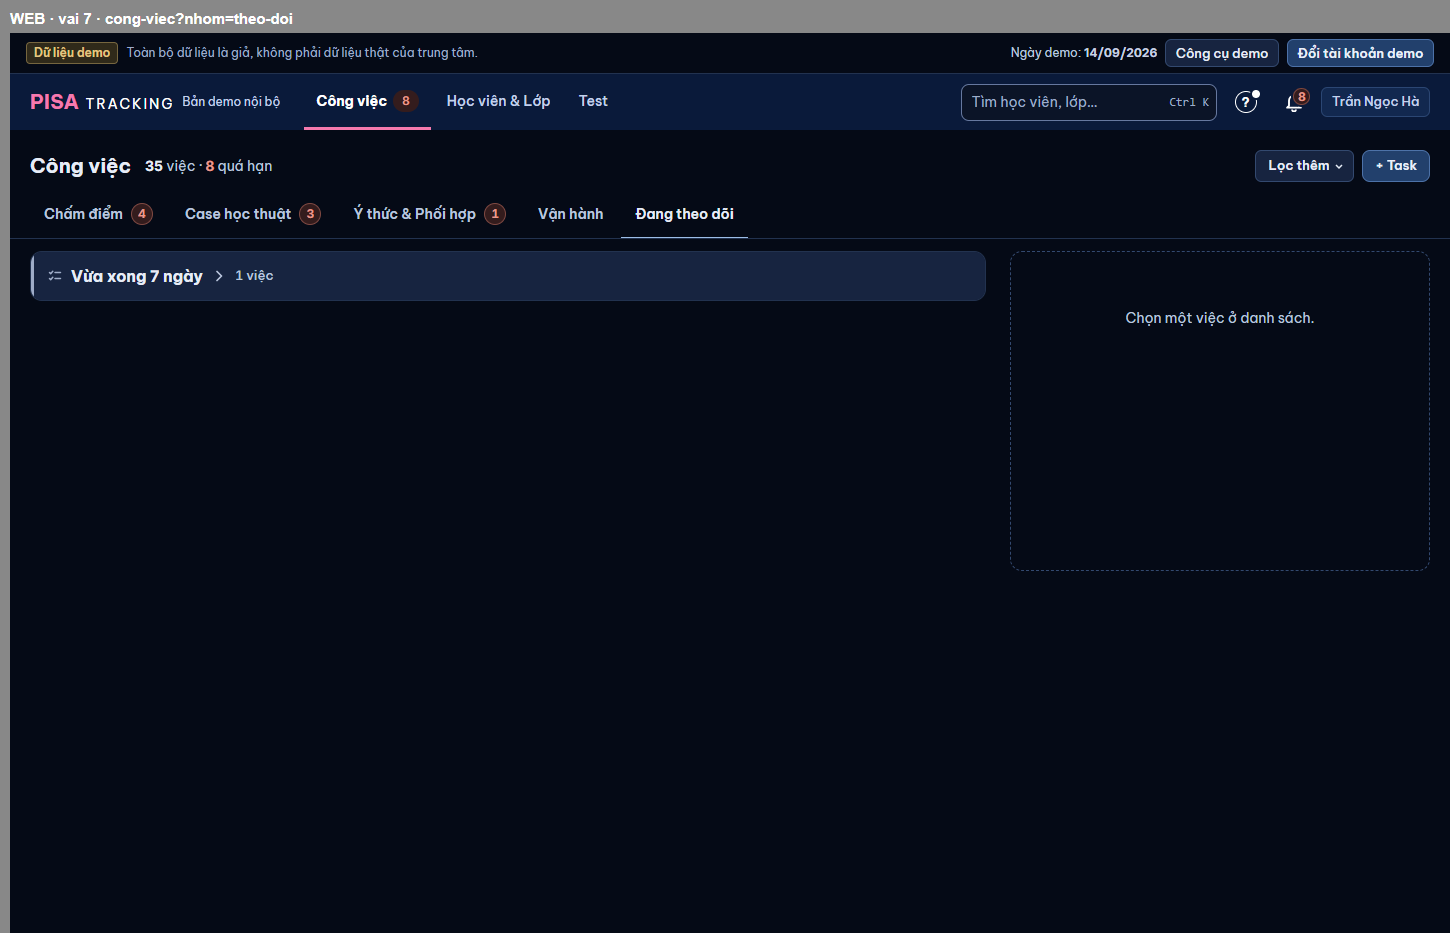 WEB · vai 7 · cong-viec?nhom=theo-doi
Dữ liệu demo Toàn bộ dữ liệu là giả, không phải dữ liệu thật của trung tâm. Ngày demo: 14/09/2026 Công cụ demo Đổi tài khoản demo
PISA TRACKING Bản demo nội bộ Công việc 8 Học viên & Lớp Test Tìm học viên, lớp... Ctrl K ? 8 Trần Ngọc Hà
Công việc 35 việc · 8 quá hạn Lọc thêm + Task
Chấm điểm 4 Case học thuật 3 Ý thức & Phối hợp 1 Vận hành Đang theo dõi
Vừa xong 7 ngày 1 việc
Chọn một việc ở danh sách.